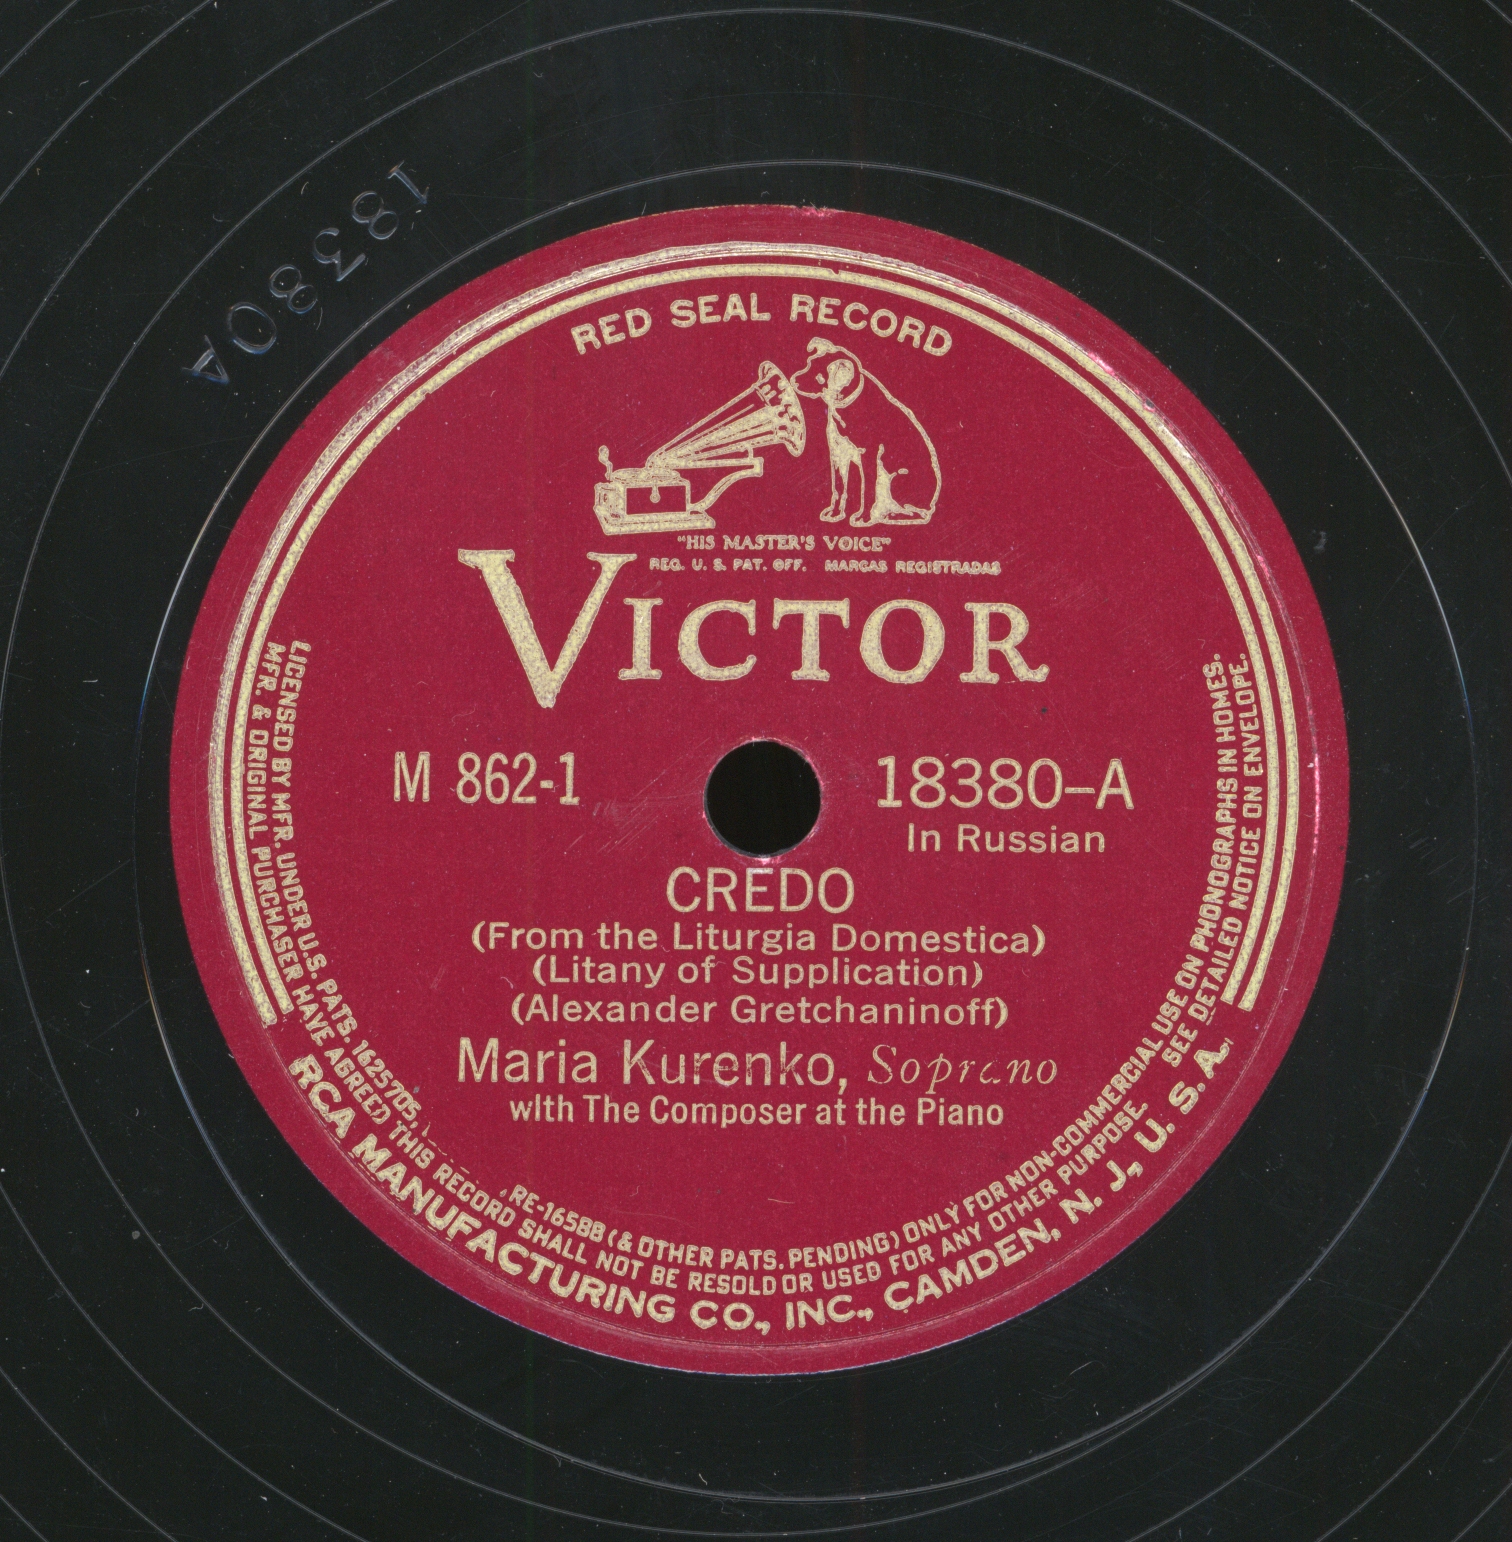 18380A
RED SEAL RECORD
"HIS MASTER'S VOICE"
REG. U. S. PAT. OFF. MARCAS REGISTRADAS
VICTOR
M 862-1
18380-A
In Russian
CREDO
(From the Liturgia Domestica)
(Litany of Supplication)
(Alexander Gretchaninoff)
Maria Kurenko, Soprano
with The Composer at the Piano
LICENSED BY MFR. UNDER U.S. PATS. 1625705, RE-16588 (& OTHER PATS. PENDING) ONLY FOR NON-COMMERCIAL USE ON PHONOGRAPHS IN HOMES.
MFR. & ORIGINAL PURCHASER HAVE AGREED THIS RECORD SHALL NOT BE RESOLD OR USED FOR ANY OTHER PURPOSE. SEE DETAILED NOTICE ON ENVELOPE.
RCA MANUFACTURING CO., INC., CAMDEN, N. J., U. S. A.